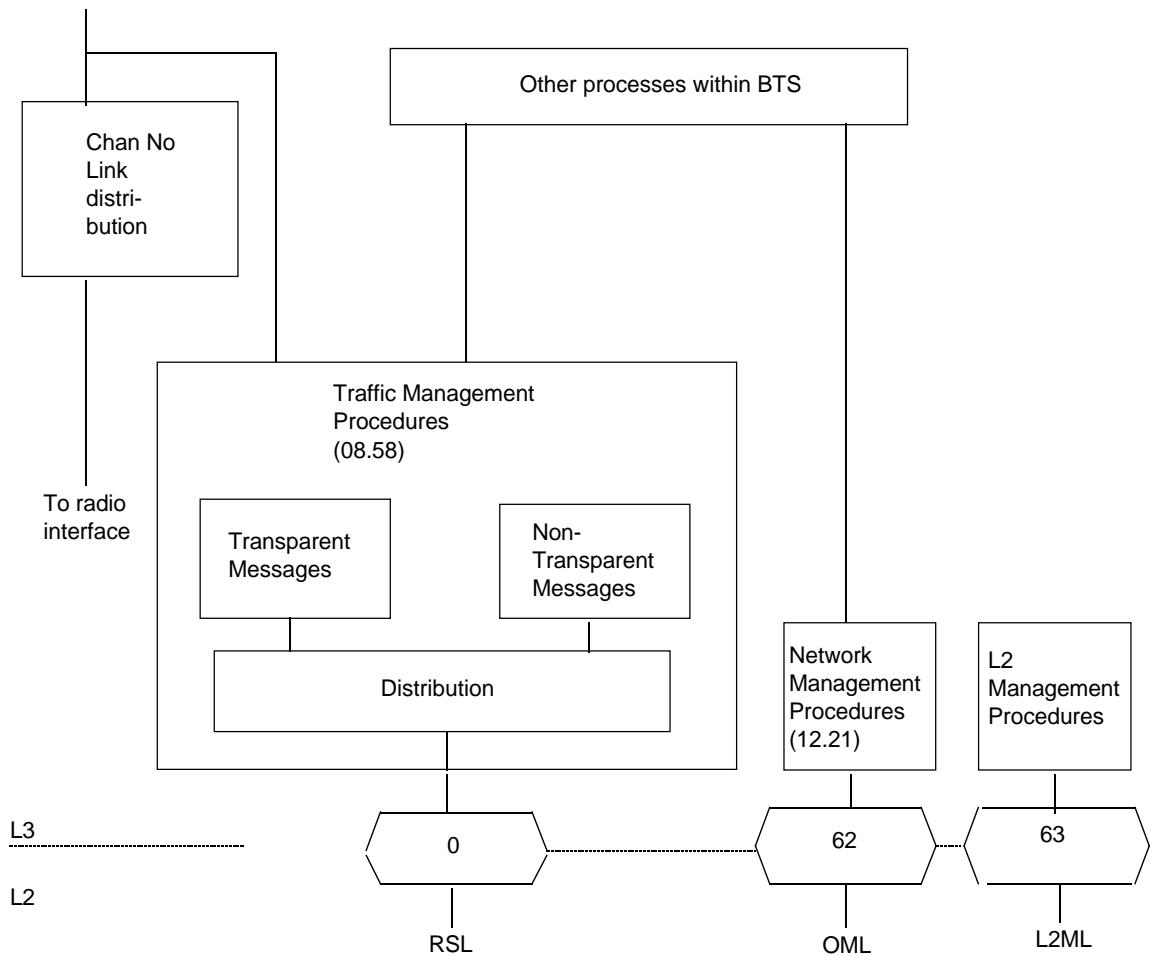 Other processes within BTS
Chan No
Link
distri-
bution
Traffic Management
Procedures
(08.58)
To radio
interface
Transparent
Messages
Non-
Transparent
Messages
Distribution
Network
Management
Procedures
(12.21)
L2
Management
Procedures
L3
0
62
63
L2
RSL
OML
L2ML